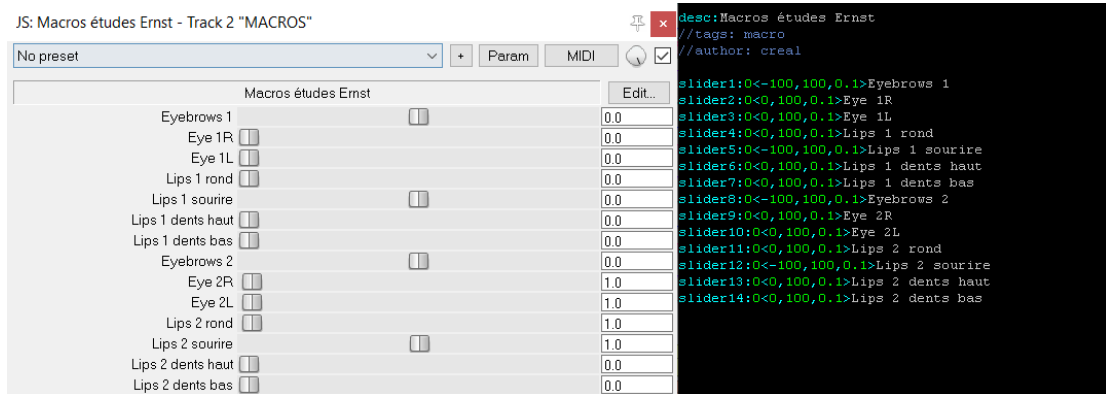 JS: Macros études Ernst - Track 2 "MACROS"
No preset
+
Param
MIDI
Macros études Ernst
Edit...
Eyebrows 1 0.0
Eye 1R 0.0
Eye 1L 0.0
Lips 1 rond 0.0
Lips 1 sourire 0.0
Lips 1 dents haut 0.0
Lips 1 dents bas 0.0
Eyebrows 2 0.0
Eye 2R 1.0
Eye 2L 1.0
Lips 2 rond 1.0
Lips 2 sourire 1.0
Lips 2 dents haut 0.0
Lips 2 dents bas 0.0
desc:Macros études Ernst
//tags: macro
//author: creal
slider1:0<-100,100,0.1>Eyebrows 1
slider2:0<0,100,0.1>Eye 1R
slider3:0<0,100,0.1>Eye 1L
slider4:0<0,100,0.1>Lips 1 rond
slider5:0<-100,100,0.1>Lips 1 sourire
slider6:0<0,100,0.1>Lips 1 dents haut
slider7:0<0,100,0.1>Lips 1 dents bas
slider8:0<-100,100,0.1>Eyebrows 2
slider9:0<0,100,0.1>Eye 2R
slider10:0<0,100,0.1>Eye 2L
slider11:0<0,100,0.1>Lips 2 rond
slider12:0<-100,100,0.1>Lips 2 sourire
slider13:0<0,100,0.1>Lips 2 dents haut
slider14:0<0,100,0.1>Lips 2 dents bas